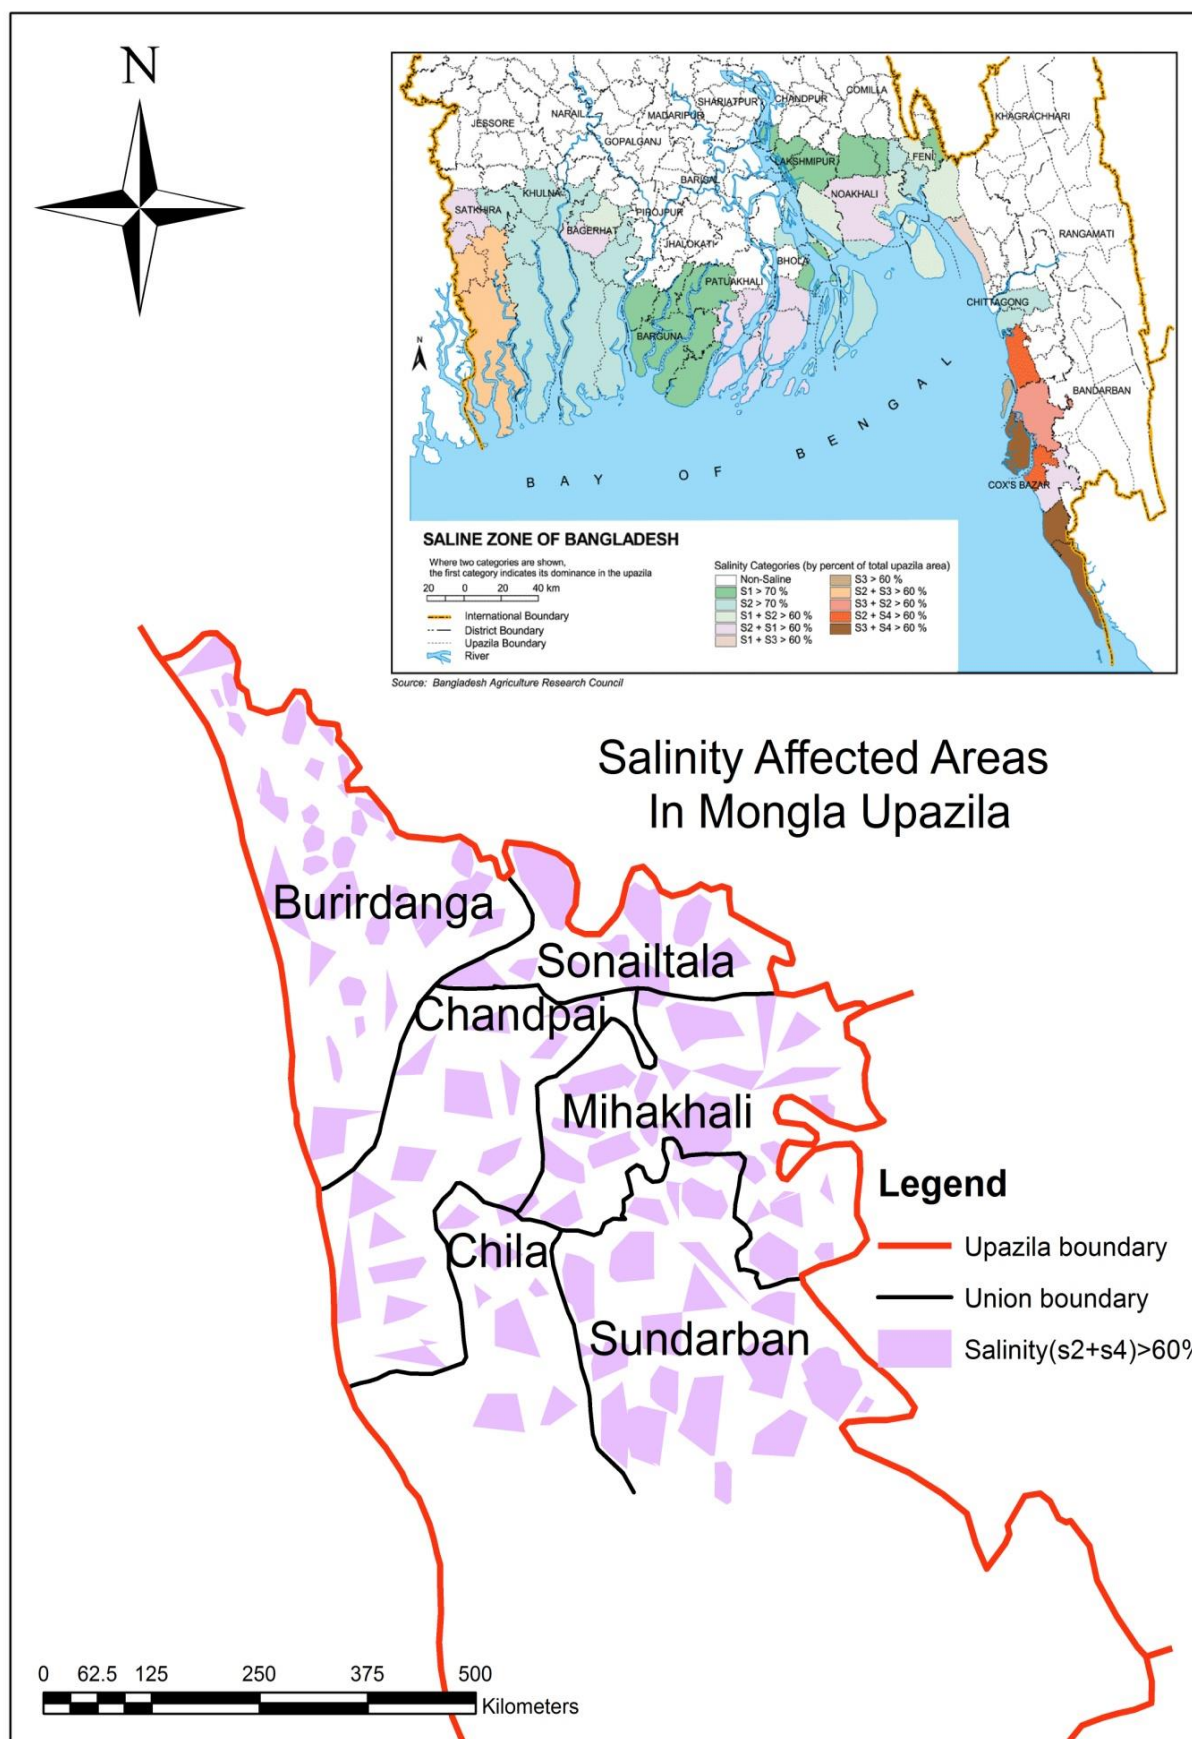 N
JESSORE
NARAIL
SHARIATPUR
MADARIPUR
CHANDPUR
COMILLA
KHAGRACHHARI
GOPALGANJ
LAKSHMIPUR
FENI
BARISA
KHULNA
NOAKHALI
SATKHIRA
PIROJPUR
BAGERHAT
RANGAMATI
JHALOKATI
BHOLA
PATUAKHALI
CHITTAGONG
N
BARGUNA
BANDARBAN
BAY OF BENGAL
COX'S BAZAR
SALINE ZONE OF BANGLADESH
Where two categories are shown,
the first category indicates its dominance in the upazila
20 0 20 40 km
International Boundary
District Boundary
Upazila Boundary
River
Salinity Categories (by percent of total upazila area)
Non-Saline
S1 > 70 %
S2 > 70 %
S1 + S2 > 60 %
S2 + S1 > 60 %
S1 + S3 > 60 %
S3 > 60 %
S2 + S3 > 60 %
S3 + S2 > 60 %
S2 + S4 > 60 %
S3 + S4 > 60 %
Source: Bangladesh Agriculture Research Council
Salinity Affected Areas
In Mongla Upazila
Burirdanga
Sonailtala
Chandpai
Mihakhali
Chila
Sundarban
Legend
Upazila boundary
Union boundary
Salinity(s2+s4)>60%
0 62.5 125 250 375 500
Kilometers